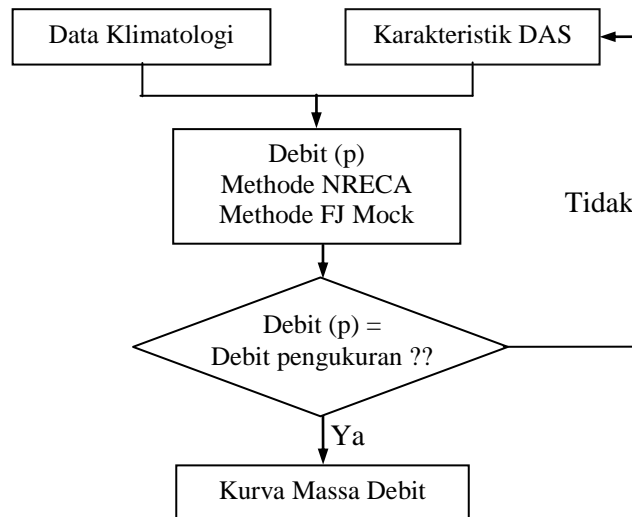 Data Klimatologi
Karakteristik DAS
Debit (p)
Methode NRECA
Methode FJ Mock
Tidak
Debit (p) =
Debit pengukuran ??
Ya
Kurva Massa Debit